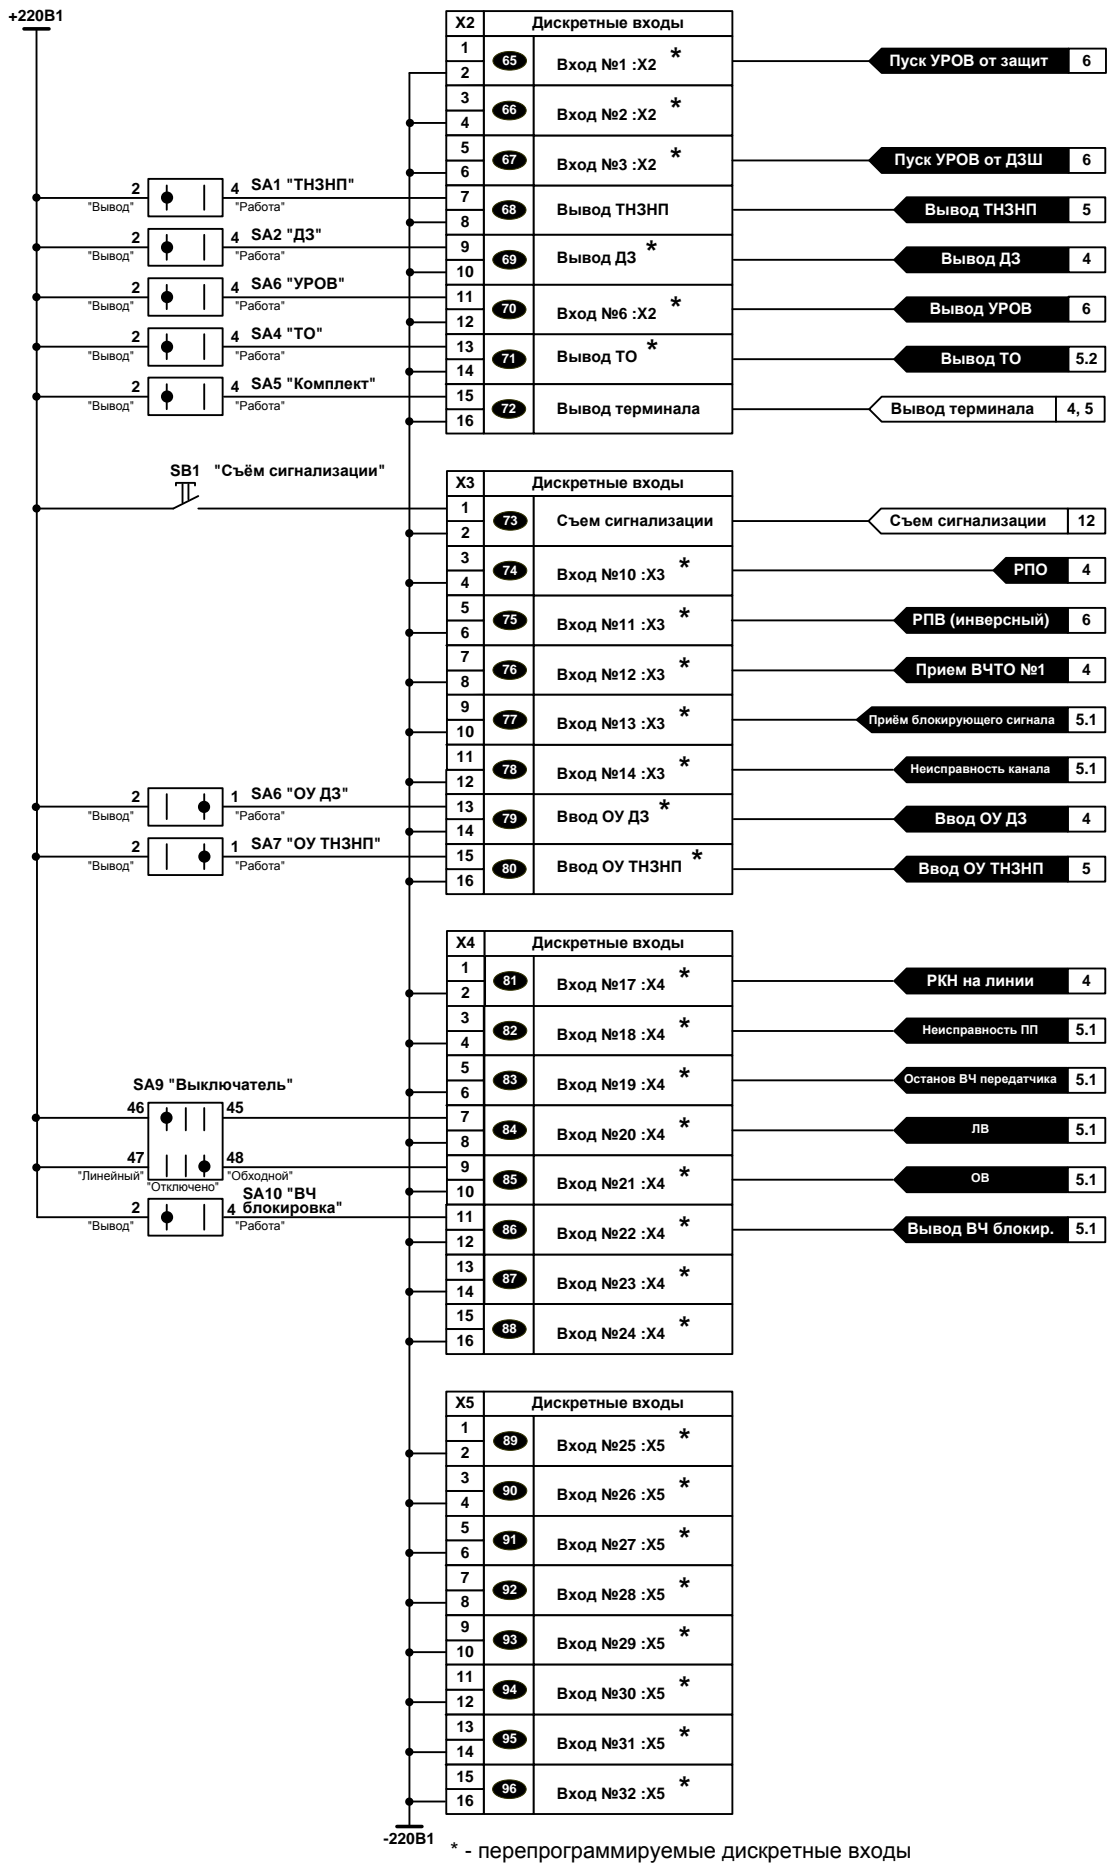 +220В1
X2 Дискретные входы
1
65 Вход №1 :X2 * Пуск УРОВ от защит 6
2
3
66 Вход №2 :X2 *
4
5
67 Вход №3 :X2 * Пуск УРОВ от ДЗШ 6
6
2 4 SA1 "ТНЗНП" 7
"Вывод" "Работа" 68 Вывод ТНЗНП Вывод ТНЗНП 5
8
2 4 SA2 "ДЗ" 9
"Вывод" "Работа" 69 Вывод ДЗ * Вывод ДЗ 4
10
2 4 SA6 "УРОВ" 11
"Вывод" "Работа" 70 Вход №6 :X2 * Вывод УРОВ 6
12
2 4 SA4 "ТО" 13
"Вывод" "Работа" 71 Вывод ТО * Вывод ТО 5.2
14
2 4 SA5 "Комплект" 15
"Вывод" "Работа" 72 Вывод терминала Вывод терминала 4, 5
16
SB1 "Съём сигнализации"
X3 Дискретные входы
1
73 Съем сигнализации Съем сигнализации 12
2
3
74 Вход №10 :X3 * РПО 4
4
5
75 Вход №11 :X3 * РПВ (инверсный) 6
6
7
76 Вход №12 :X3 * Прием ВЧТО №1 4
8
9
77 Вход №13 :X3 * Приём блокирующего сигнала 5.1
10
11
78 Вход №14 :X3 * Неисправность канала 5.1
12
2 1 SA6 "ОУ ДЗ" 13
"Вывод" "Работа" 79 Ввод ОУ ДЗ * Ввод ОУ ДЗ 4
14
2 1 SA7 "ОУ ТНЗНП" 15
"Вывод" "Работа" 80 Ввод ОУ ТНЗНП * Ввод ОУ ТНЗНП 5
16
X4 Дискретные входы
1
81 Вход №17 :X4 * РКН на линии 4
2
3
82 Вход №18 :X4 * Неисправность ПП 5.1
4
5
83 Вход №19 :X4 * Останов ВЧ передатчика 5.1
6
SA9 "Выключатель"
46 45 7
84 Вход №20 :X4 * ЛВ 5.1
8
47 48 9
"Линейный" "Отключено" "Обходной" 85 Вход №21 :X4 * ОВ 5.1
10
SA10 "ВЧ
2 4 блокировка" 11
"Вывод" "Работа" 86 Вход №22 :X4 * Вывод ВЧ блокир. 5.1
12
13
87 Вход №23 :X4 *
14
15
88 Вход №24 :X4 *
16
X5 Дискретные входы
1
89 Вход №25 :X5 *
2
3
90 Вход №26 :X5 *
4
5
91 Вход №27 :X5 *
6
7
92 Вход №28 :X5 *
8
9
93 Вход №29 :X5 *
10
11
94 Вход №30 :X5 *
12
13
95 Вход №31 :X5 *
14
15
96 Вход №32 :X5 *
16
-220В1
* - перепрограммируемые дискретные входы